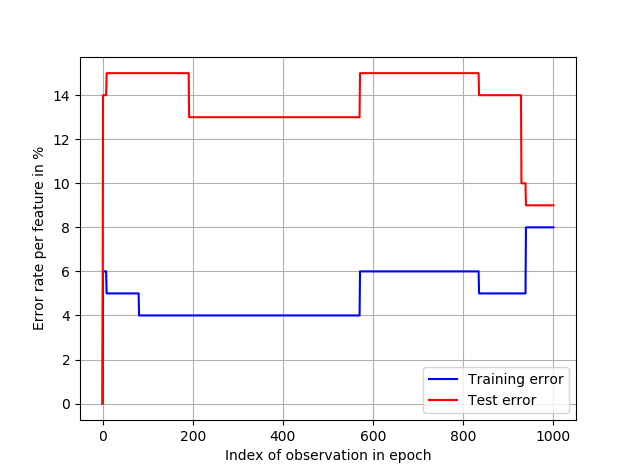 Error rate per feature in %
14
12
10
8
6
4
2
0
0 200 400 600 800 1000
Index of observation in epoch
Training error
Test error